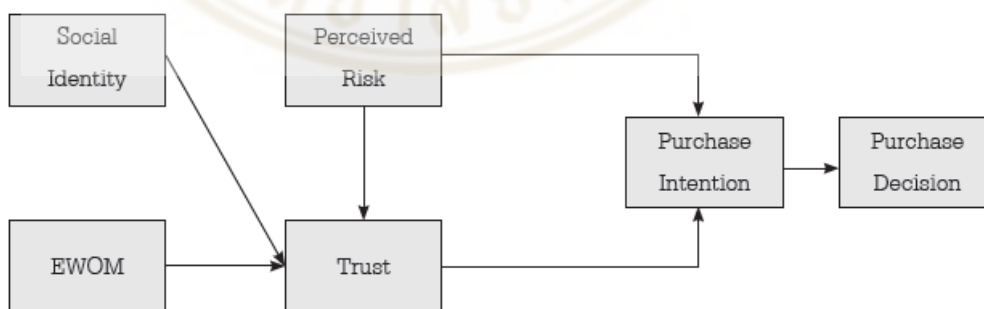 Social
Identity
Perceived
Risk
Purchase
Intention
Purchase
Decision
EWOM
Trust